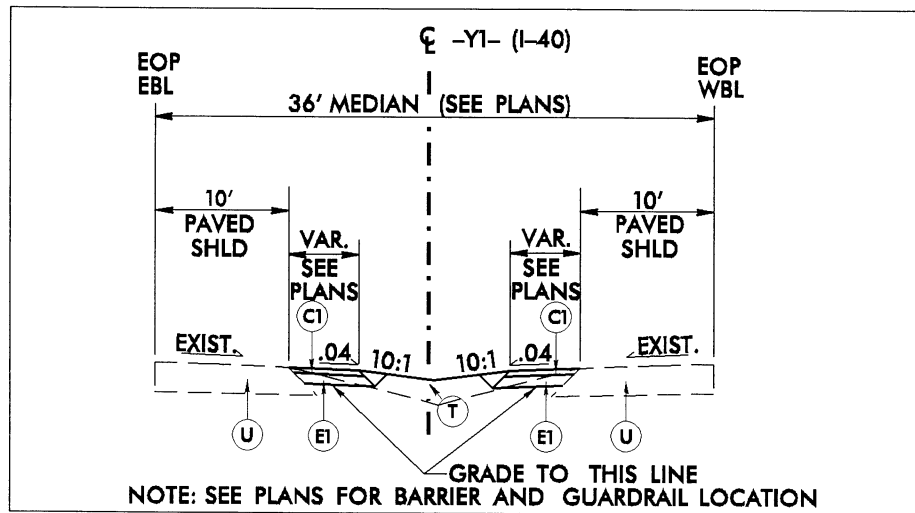 ℄ –Y1– (I–40)
EOP
EBL
EOP
WBL
36' MEDIAN (SEE PLANS)
10'
PAVED
SHLD
VAR.
SEE
PLANS
VAR.
SEE
PLANS
10'
PAVED
SHLD
C1
C1
EXIST.
.04
10:1
10:1
.04
EXIST.
U
E1
T
E1
U
GRADE TO THIS LINE
NOTE: SEE PLANS FOR BARRIER AND GUARDRAIL LOCATION